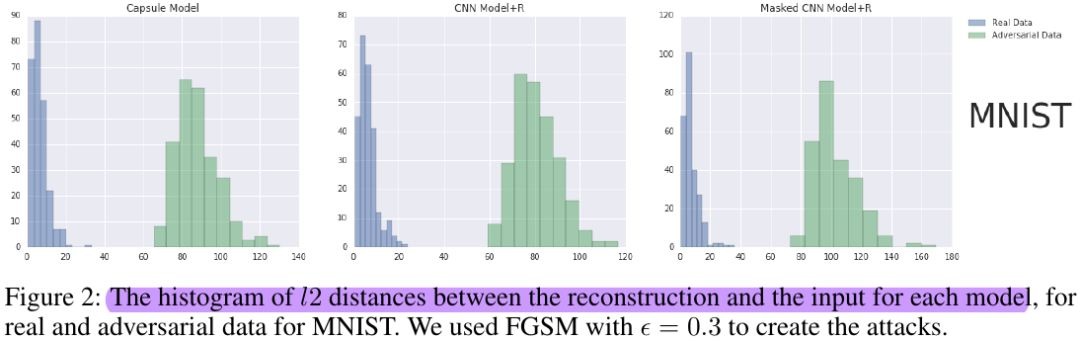 Capsule Model
90
80
70
60
50
40
30
20
10
0
0 20 40 60 80 100 120 140
CNN Model+R
80
70
60
50
40
30
20
10
0
0 20 40 60 80 100 120
Masked CNN Model+R
120
100
80
60
40
20
0
0 20 40 60 80 100 120 140 160 180
Real Data
Adversarial Data
MNIST
Figure 2: The histogram of l2 distances between the reconstruction and the input for each model, for
real and adversarial data for MNIST. We used FGSM with ϵ = 0.3 to create the attacks.